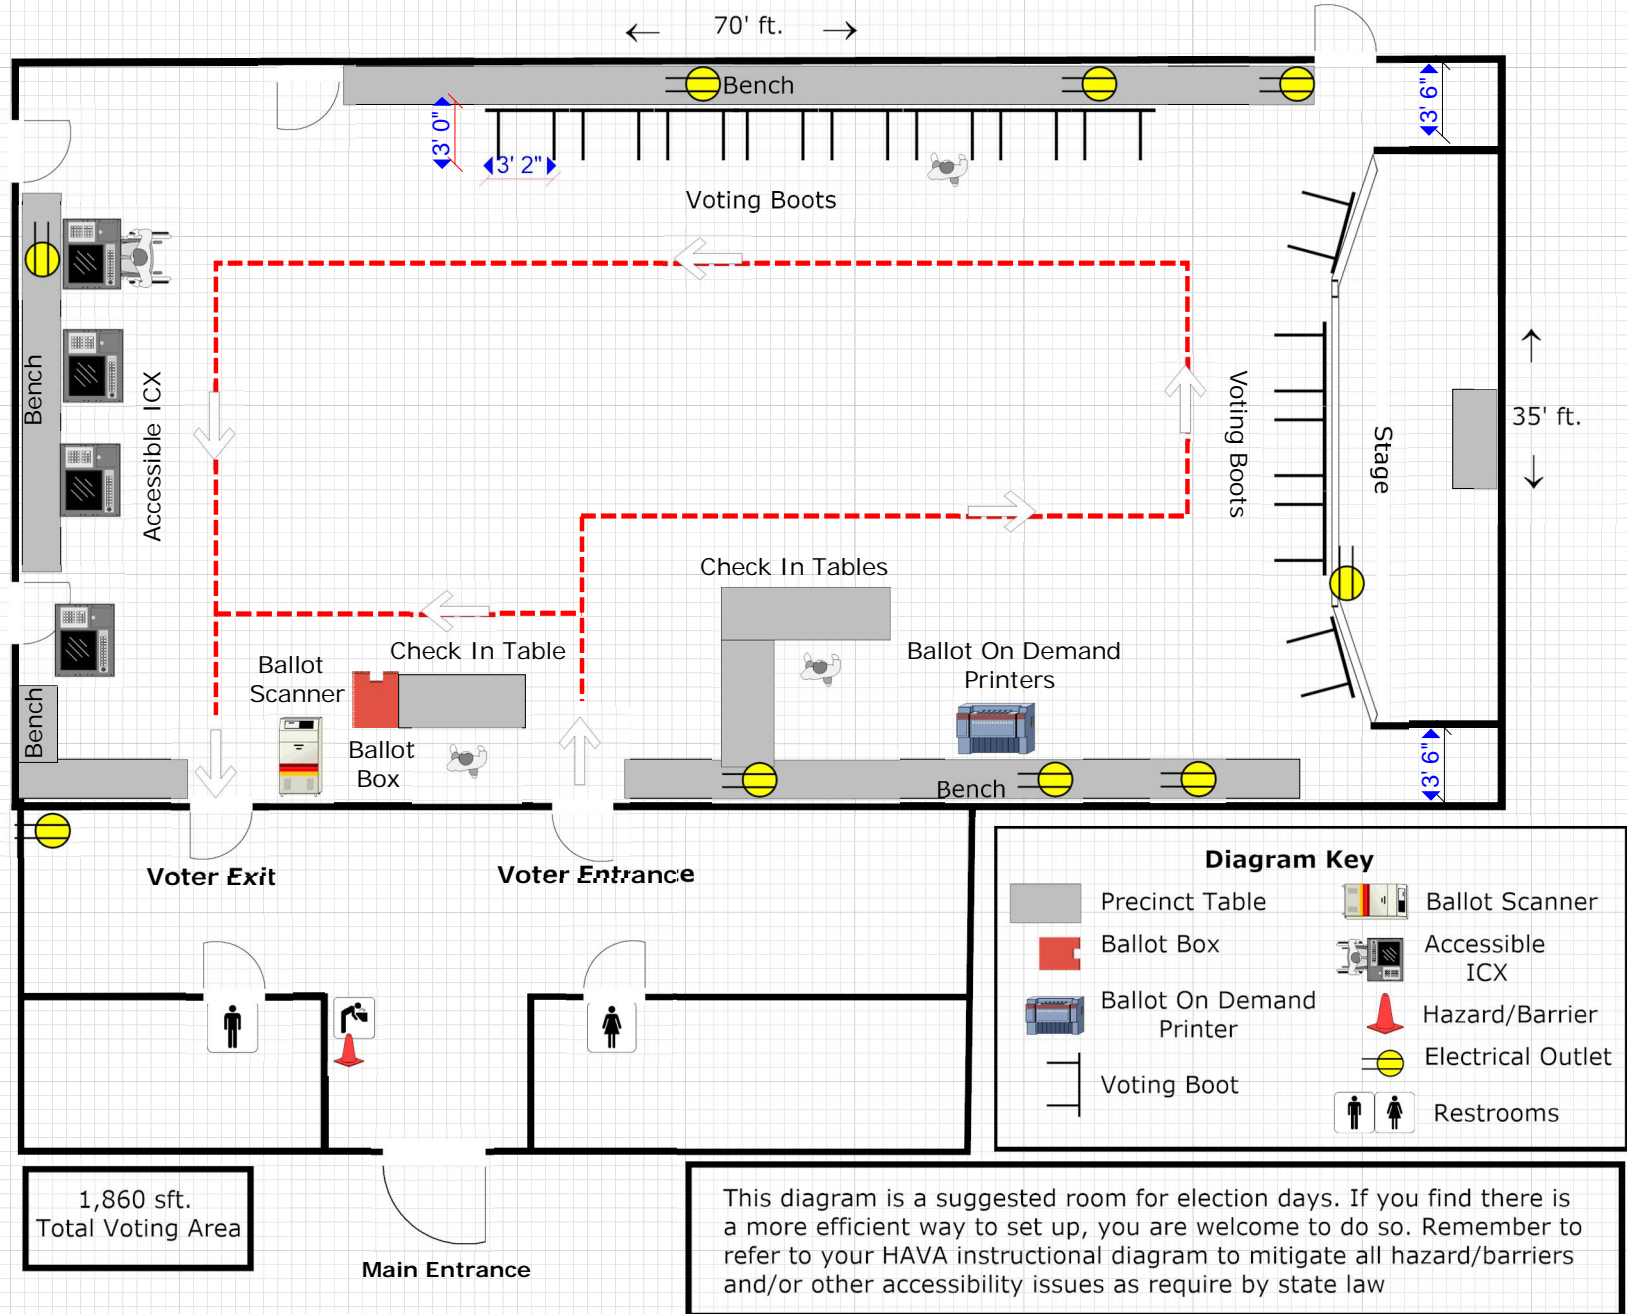 70' ft.
Bench
3' 6"
3' 0"
3' 2"
Voting Boots
Bench
Accessible ICX
Voting Boots
Stage
35' ft.
Check In Tables
Check In Table
Ballot
Scanner
Ballot On Demand
Printers
Bench
Ballot
Box
Bench
3' 6"
Voter Exit
Voter Entrance
Diagram Key
Precinct Table
Ballot Scanner
Ballot Box
Accessible
ICX
Ballot On Demand
Printer
Hazard/Barrier
Electrical Outlet
Voting Boot
Restrooms
1,860 sft.
Total Voting Area
Main Entrance
This diagram is a suggested room for election days. If you find there is
a more efficient way to set up, you are welcome to do so. Remember to
refer to your HAVA instructional diagram to mitigate all hazard/barriers
and/or other accessibility issues as require by state law